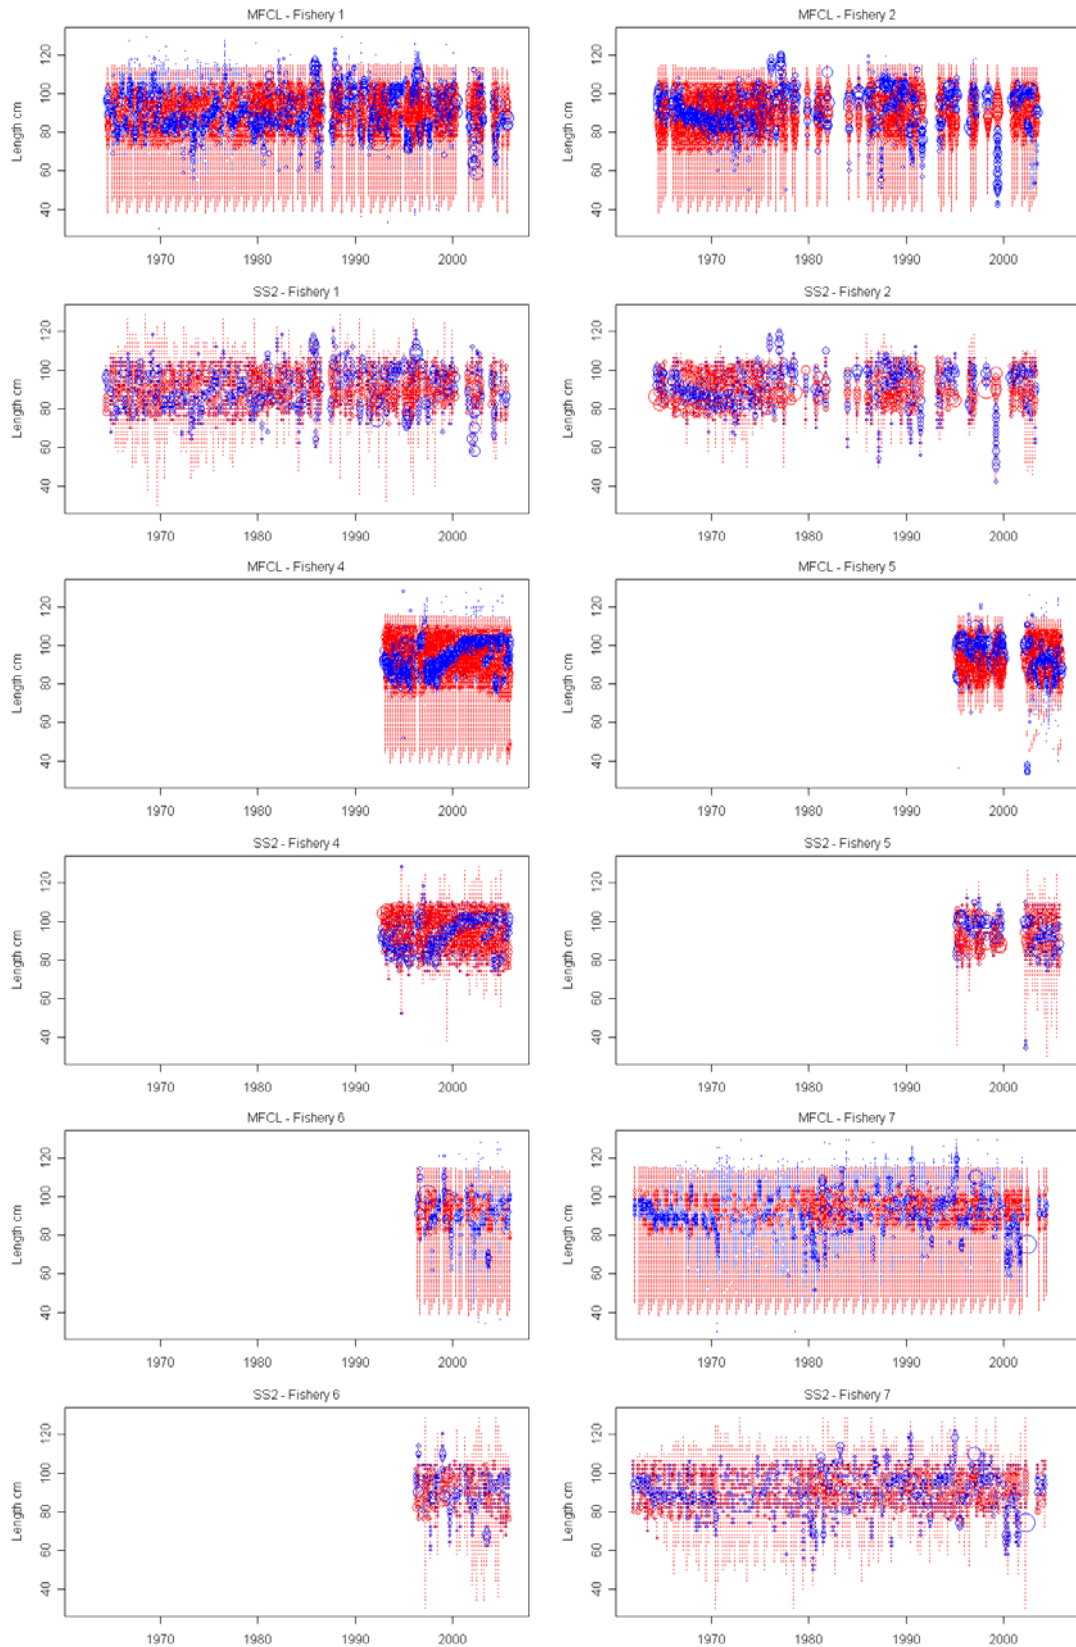 MFCL - Fishery 1
MFCL - Fishery 2
Length cm
40 60 80 100 120
1970 1980 1990 2000
Length cm
40 60 80 100 120
1970 1980 1990 2000
SS2 - Fishery 1
SS2 - Fishery 2
Length cm
40 60 80 100 120
1970 1980 1990 2000
Length cm
40 60 80 100 120
1970 1980 1990 2000
MFCL - Fishery 4
MFCL - Fishery 5
Length cm
40 60 80 100 120
1970 1980 1990 2000
Length cm
40 60 80 100 120
1970 1980 1990 2000
SS2 - Fishery 4
SS2 - Fishery 5
Length cm
40 60 80 100 120
1970 1980 1990 2000
Length cm
40 60 80 100 120
1970 1980 1990 2000
MFCL - Fishery 6
MFCL - Fishery 7
Length cm
40 60 80 100 120
1970 1980 1990 2000
Length cm
40 60 80 100 120
1970 1980 1990 2000
SS2 - Fishery 6
SS2 - Fishery 7
Length cm
40 60 80 100 120
1970 1980 1990 2000
Length cm
40 60 80 100 120
1970 1980 1990 2000